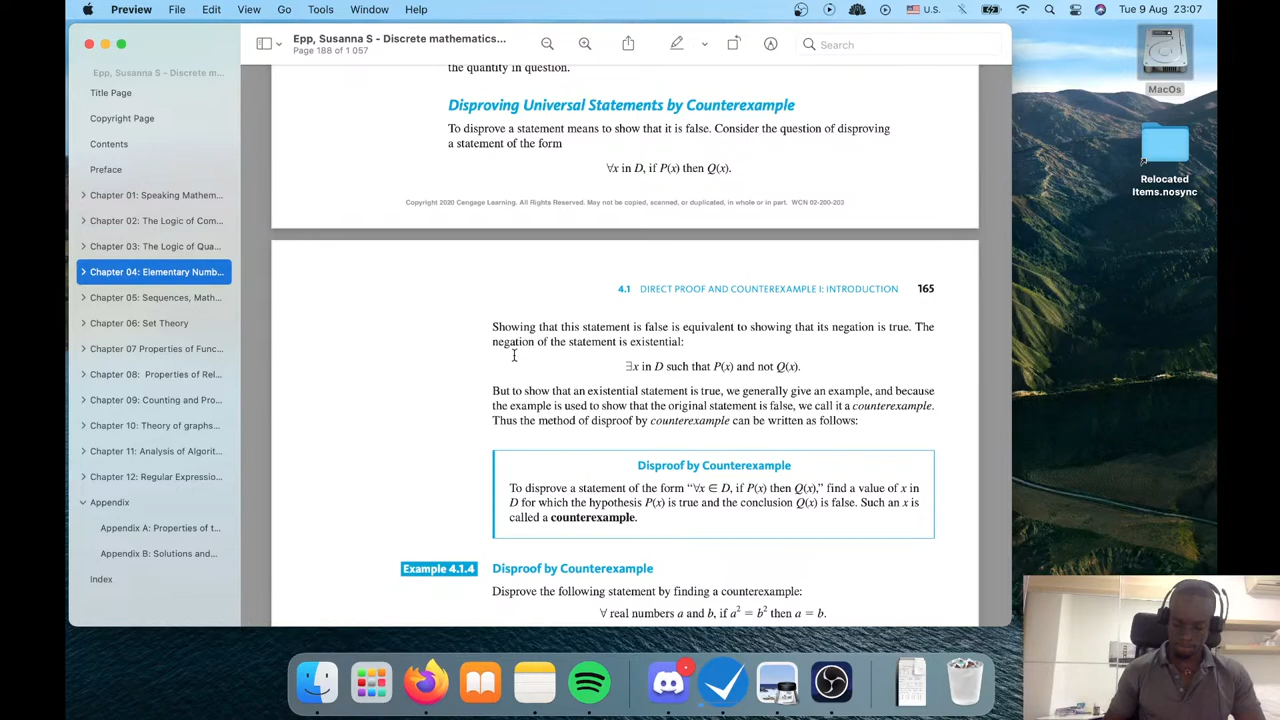 Preview File Edit View Go Tools Window Help
U.S.
Tue 9 Aug 23:07
Epp, Susanna S - Discrete mathematics...
Page 188 of 1 057
Search
Epp, Susanna S - Discrete m...
Title Page
Copyright Page
Contents
Preface
Chapter 01: Speaking Mathem...
Chapter 02: The Logic of Com...
Chapter 03: The Logic of Qua...
Chapter 04: Elementary Numb...
Chapter 05: Sequences, Math...
Chapter 06: Set Theory
Chapter 07 Properties of Func...
Chapter 08: Properties of Rel...
Chapter 09: Counting and Pro...
Chapter 10: Theory of graphs...
Chapter 11: Analysis of Algorit...
Chapter 12: Regular Expressio...
Appendix
Appendix A: Properties of t...
Appendix B: Solutions and...
Index
the quantity in question.
Disproving Universal Statements by Counterexample
To disprove a statement means to show that it is false. Consider the question of disproving
a statement of the form
∀x in D, if P(x) then Q(x).
Copyright 2020 Cengage Learning. All Rights Reserved. May not be copied, scanned, or duplicated, in whole or in part. WCN 02-200-203
4.1 DIRECT PROOF AND COUNTEREXAMPLE I: INTRODUCTION 165
Showing that this statement is false is equivalent to showing that its negation is true. The
negation of the statement is existential:
∃x in D such that P(x) and not Q(x).
But to show that an existential statement is true, we generally give an example, and because
the example is used to show that the original statement is false, we call it a counterexample.
Thus the method of disproof by counterexample can be written as follows:
Disproof by Counterexample
To disprove a statement of the form “∀x ∈ D, if P(x) then Q(x),” find a value of x in
D for which the hypothesis P(x) is true and the conclusion Q(x) is false. Such an x is
called a counterexample.
Example 4.1.4 Disproof by Counterexample
Disprove the following statement by finding a counterexample:
∀ real numbers a and b, if a² = b² then a = b.
MacOs
Relocated
Items.nosync